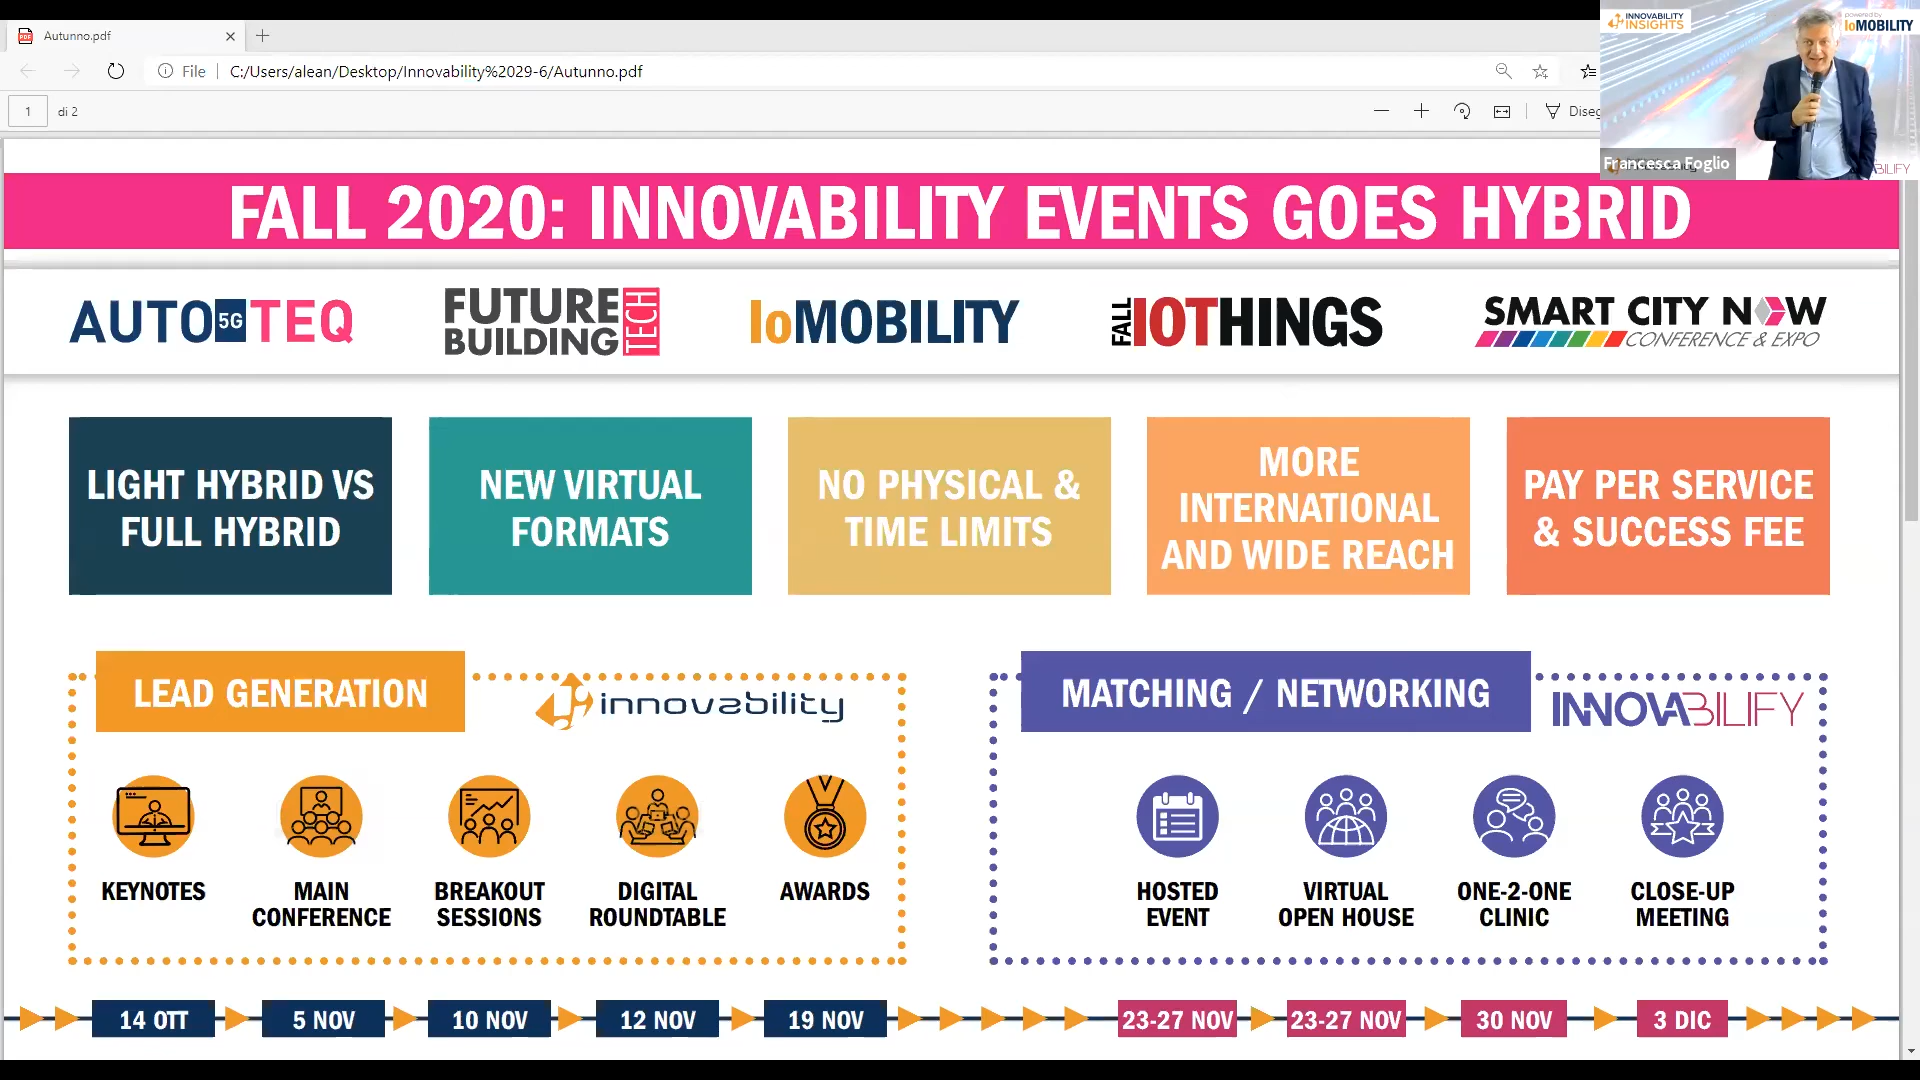 Autunno.pdf
File
C:/Users/alean/Desktop/Innovability%2029-6/Autunno.pdf
1 di 2
Diseg
INNOVABILITY
INSIGHTS
powered by
IoMOBILITY
Francesca Foglio
BILIFY
FALL 2020: INNOVABILITY EVENTS GOES HYBRID
AUTO 5G TEQ
FUTURE
BUILDING
TECH
IoMOBILITY
FALL IOTHINGS
SMART CITY NOW
CONFERENCE & EXPO
LIGHT HYBRID VS
FULL HYBRID
NEW VIRTUAL
FORMATS
NO PHYSICAL &
TIME LIMITS
MORE
INTERNATIONAL
AND WIDE REACH
PAY PER SERVICE
& SUCCESS FEE
LEAD GENERATION
innovability
KEYNOTES
MAIN
CONFERENCE
BREAKOUT
SESSIONS
DIGITAL
ROUNDTABLE
AWARDS
MATCHING / NETWORKING
INNOVABILIFY
HOSTED
EVENT
VIRTUAL
OPEN HOUSE
ONE-2-ONE
CLINIC
CLOSE-UP
MEETING
14 OTT
5 NOV
10 NOV
12 NOV
19 NOV
23-27 NOV
23-27 NOV
30 NOV
3 DIC